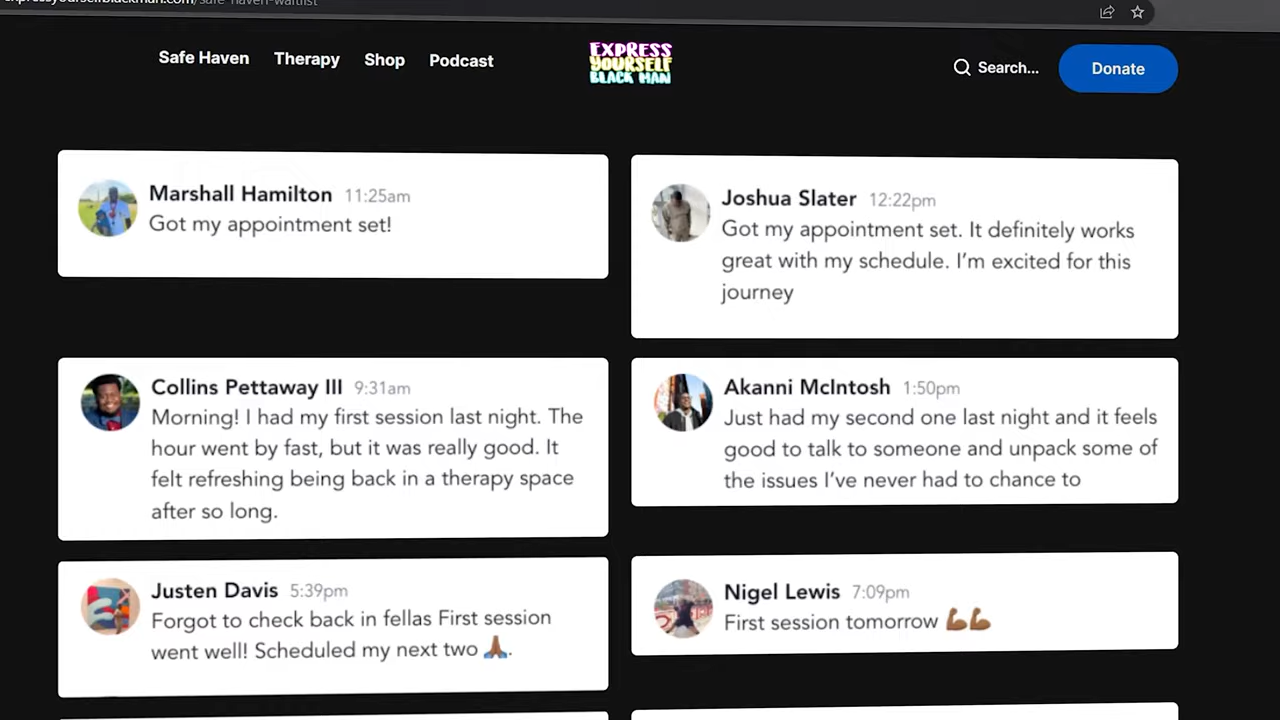 expressyourselfblackman.com/safe-haven-waitlist
Safe Haven
Therapy
Shop
Podcast
EXPRESS
YOURSELF
BLACK MAN
Search...
Donate
Marshall Hamilton 11:25am
Got my appointment set!
Joshua Slater 12:22pm
Got my appointment set. It definitely works
great with my schedule. I'm excited for this
journey
Collins Pettaway III 9:31am
Morning! I had my first session last night. The
hour went by fast, but it was really good. It
felt refreshing being back in a therapy space
after so long.
Akanni McIntosh 1:50pm
Just had my second one last night and it feels
good to talk to someone and unpack some of
the issues I've never had to chance to
Justen Davis 5:39pm
Forgot to check back in fellas First session
went well! Scheduled my next two 🙏🏾.
Nigel Lewis 7:09pm
First session tomorrow 💪🏾💪🏾